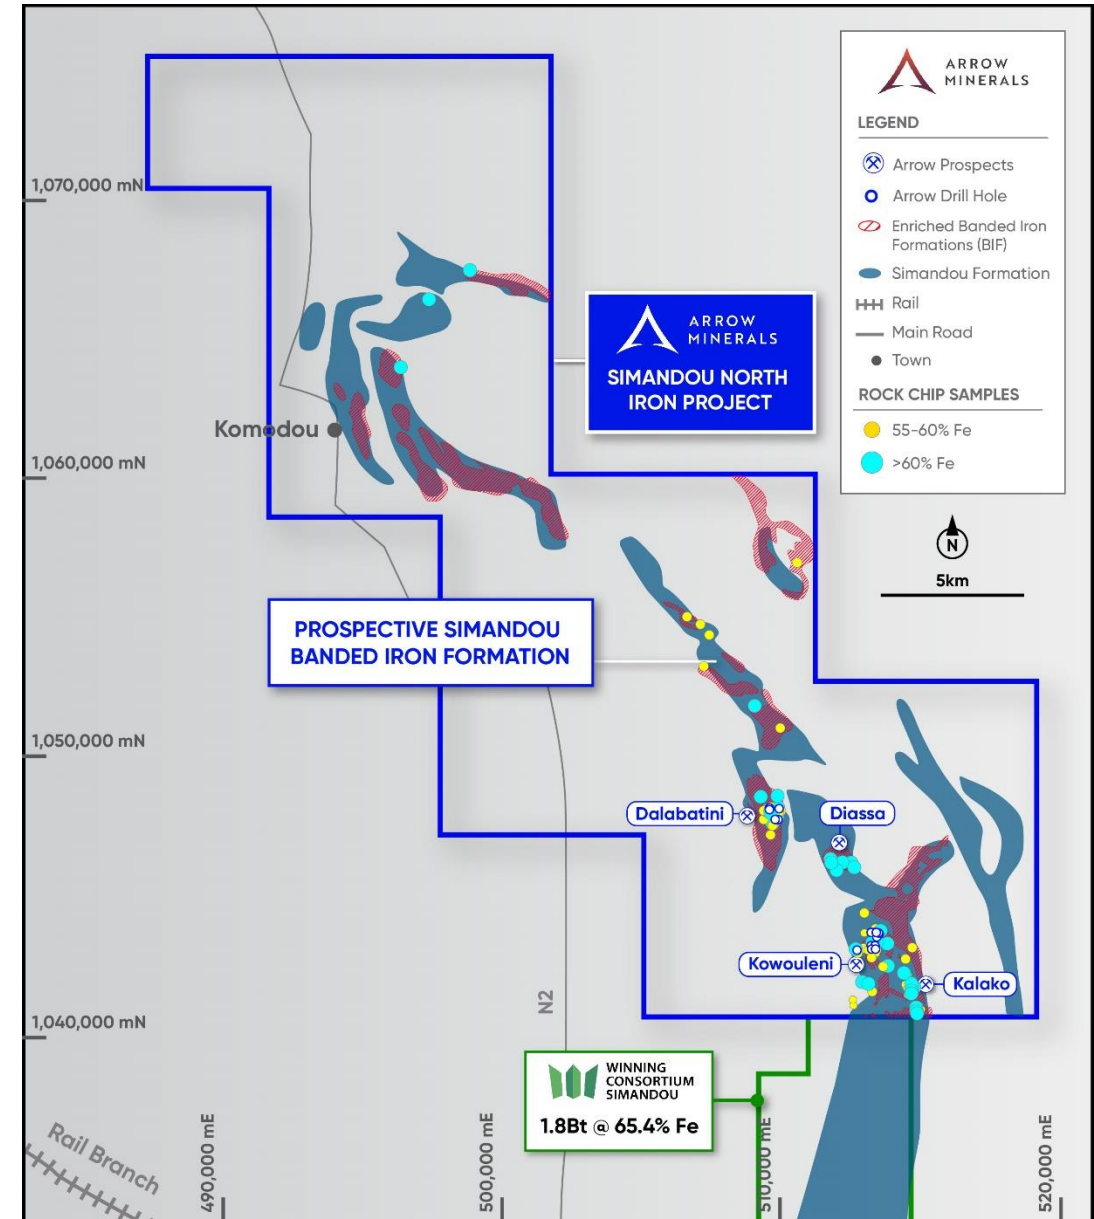 ARROW
MINERALS
LEGEND
Arrow Prospects
Arrow Drill Hole
Enriched Banded Iron
Formations (BIF)
Simandou Formation
Rail
Main Road
Town
ROCK CHIP SAMPLES
55-60% Fe
>60% Fe
N
5km
1,070,000 mN
1,060,000 mN
1,050,000 mN
1,040,000 mN
ARROW
MINERALS
SIMANDOU NORTH
IRON PROJECT
Komodou
PROSPECTIVE SIMANDOU
BANDED IRON FORMATION
Dalabatini
Diassa
Kowouleni
Kalako
N2
WINNING
CONSORTIUM
SIMANDOU
1.8Bt @ 65.4% Fe
Rail Branch
490,000 mE
500,000 mE
510,000 mE
520,000 mE